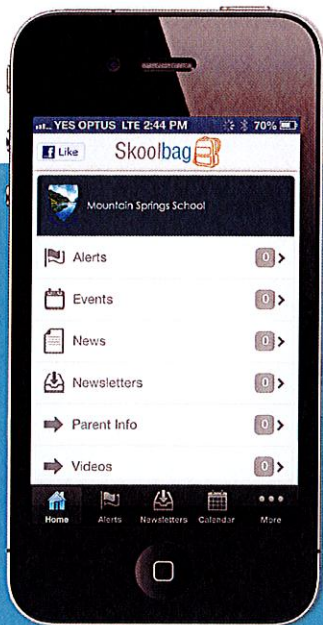 YES OPTUS LTE 2:44 PM 70%
Like Skoolbag
Mountain Springs School
Alerts 0
Events 0
News 0
Newsletters 0
Parent Info 0
Videos 0
Home Alerts Newsletters Calendar More